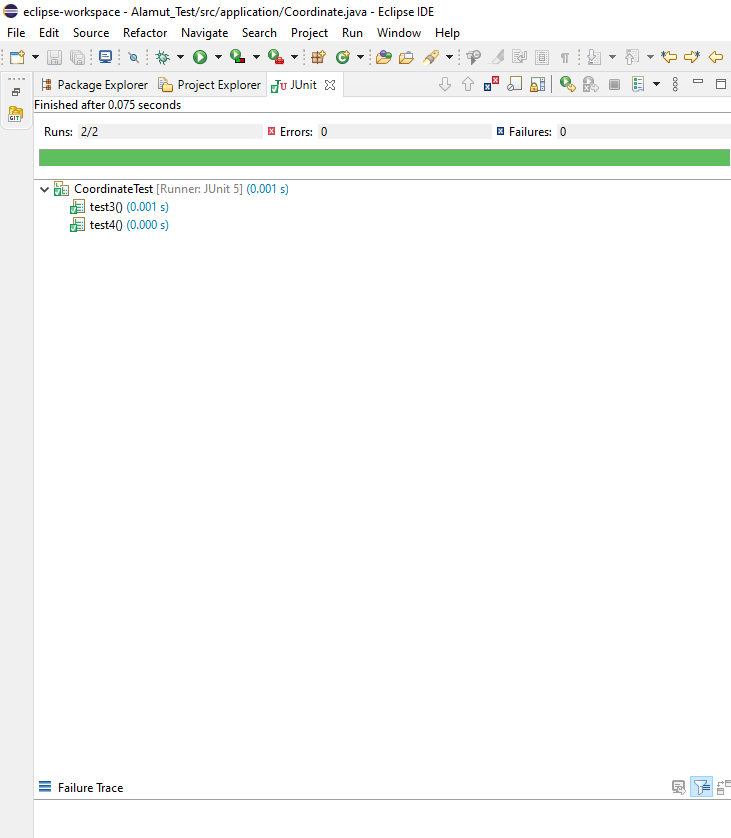 eclipse-workspace - Alamut_Test/src/application/Coordinate.java - Eclipse IDE
File Edit Source Refactor Navigate Search Project Run Window Help
Package Explorer Project Explorer JUnit
Finished after 0.075 seconds
Runs: 2/2 Errors: 0 Failures: 0
CoordinateTest [Runner: JUnit 5] (0.001 s)
test3() (0.001 s)
test4() (0.000 s)
Failure Trace